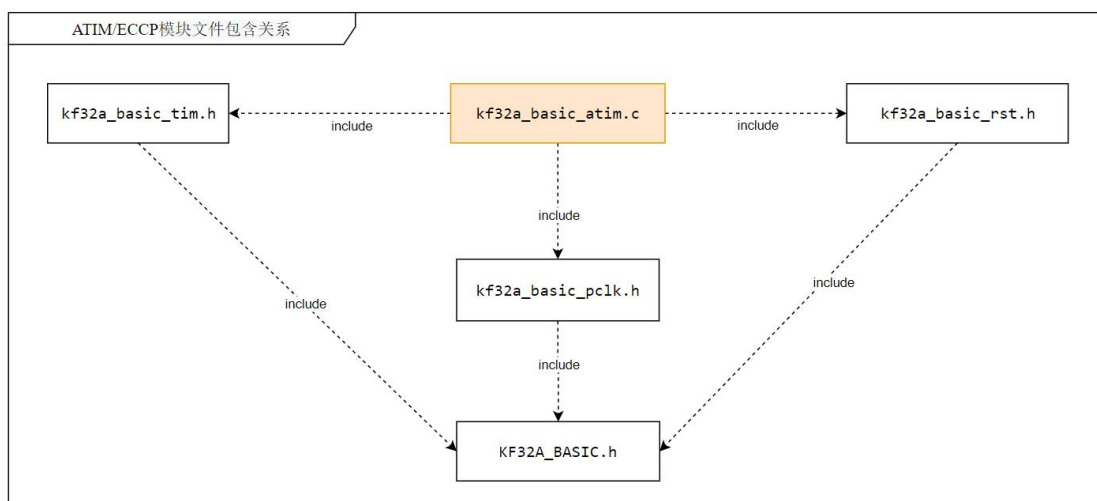 ATIM/ECCP模块文件包含关系
kf32a_basic_tim.h
kf32a_basic_atim.c
kf32a_basic_rst.h
include
include
include
kf32a_basic_pclk.h
include
include
include
KF32A_BASIC.h